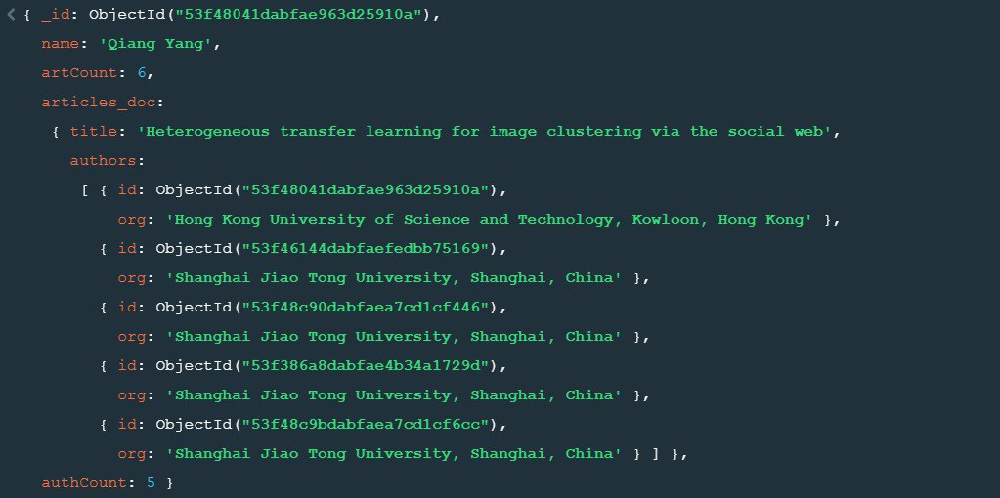 { _id: ObjectId("53f48041dabfae963d25910a"),
name: 'Qiang Yang',
artCount: 6,
articles_doc:
{ title: 'Heterogeneous transfer learning for image clustering via the social web',
authors:
[ { id: ObjectId("53f48041dabfae963d25910a"),
org: 'Hong Kong University of Science and Technology, Kowloon, Hong Kong' },
{ id: ObjectId("53f46144dabfaefedbb75169"),
org: 'Shanghai Jiao Tong University, Shanghai, China' },
{ id: ObjectId("53f48c90dabfaea7cd1cf446"),
org: 'Shanghai Jiao Tong University, Shanghai, China' },
{ id: ObjectId("53f386a8dabfae4b34a1729d"),
org: 'Shanghai Jiao Tong University, Shanghai, China' },
{ id: ObjectId("53f48c9bdabfaea7cd1cf6cc"),
org: 'Shanghai Jiao Tong University, Shanghai, China' } ] },
authCount: 5 }